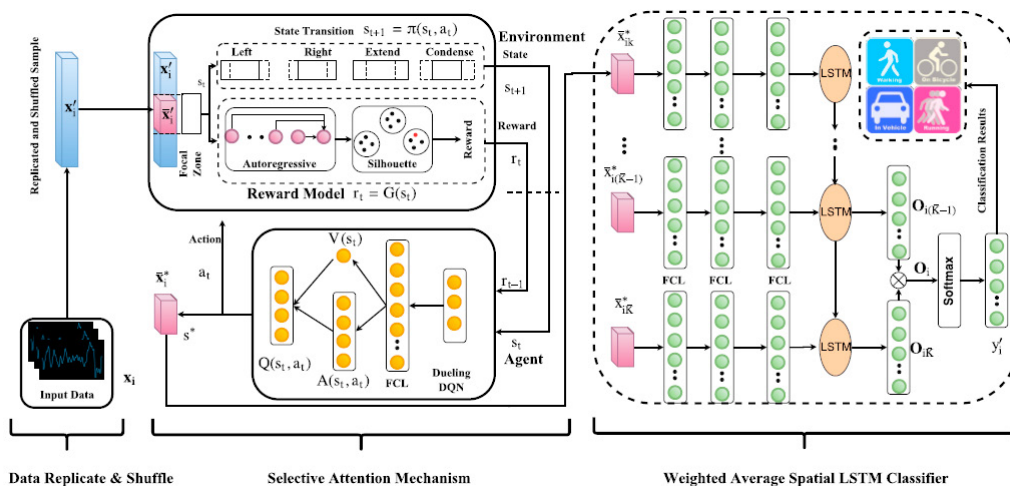 Replicated and Shuffled Sample
x'ᵢ
Input Data
xᵢ
State Transition sₜ₊₁ = π(sₜ, aₜ)
Environment
Left
Right
Extend
Condense
State
sₜ₊₁
x'ᵢ
x̄'ᵢ
sₜ
Focal
Zone
Autoregressive
Silhouette
Reward
Reward
rₜ
Reward Model rₜ = G(sₜ)
Action
aₜ
x̄*ᵢ
s*
V(sₜ)
Q(sₜ, aₜ)
A(sₜ, aₜ)
FCL
Dueling
DQN
rₜ₋₁
sₜ
Agent
x̄*ᵢₖ
LSTM
Walking
On Bicycle
In Vehicle
Running
x̄*ᵢ(K̄−1)
LSTM
Oᵢ(K̄−1)
Classification Results
FCL
FCL
FCL
Oᵢ
Softmax
x̄*ᵢK̄
LSTM
OᵢK̄
y'ᵢ
Data Replicate & Shuffle
Selective Attention Mechanism
Weighted Average Spatial LSTM Classifier